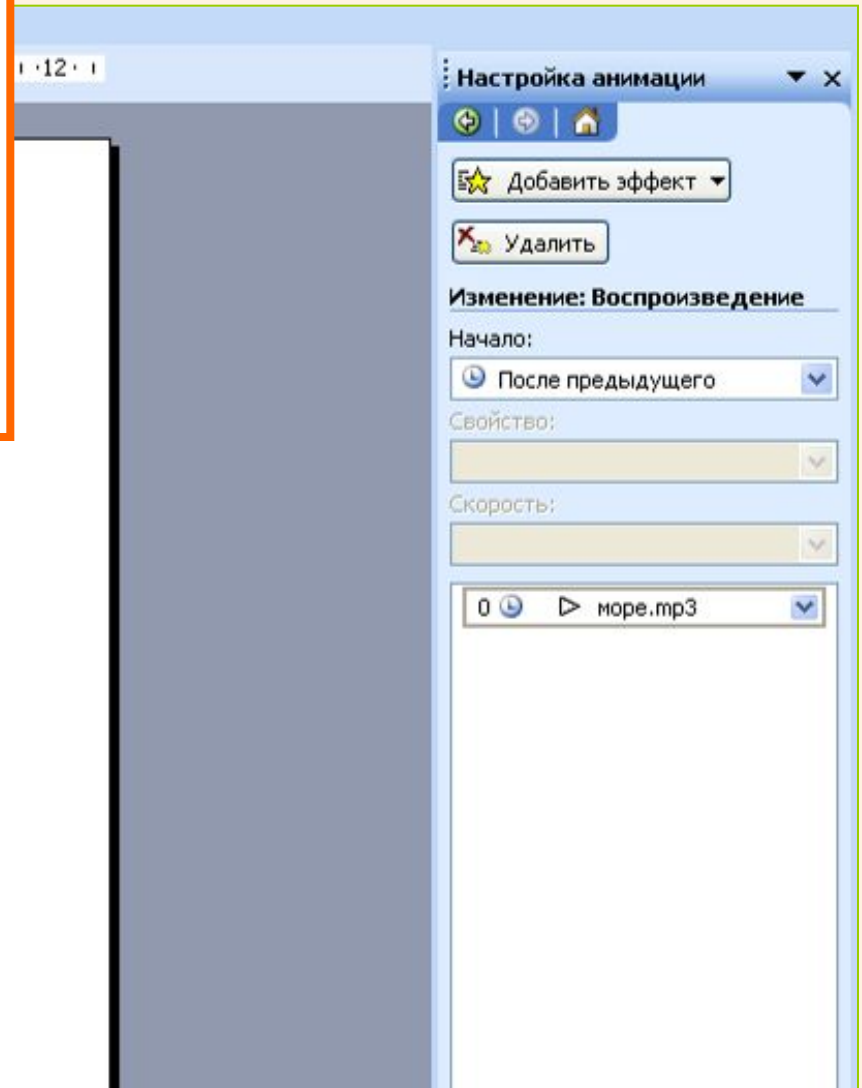 12
Настройка анимации
Добавить эффект
Удалить
Изменение: Воспроизведение
Начало:
После предыдущего
Свойство:
Скорость:
0 море.mp3